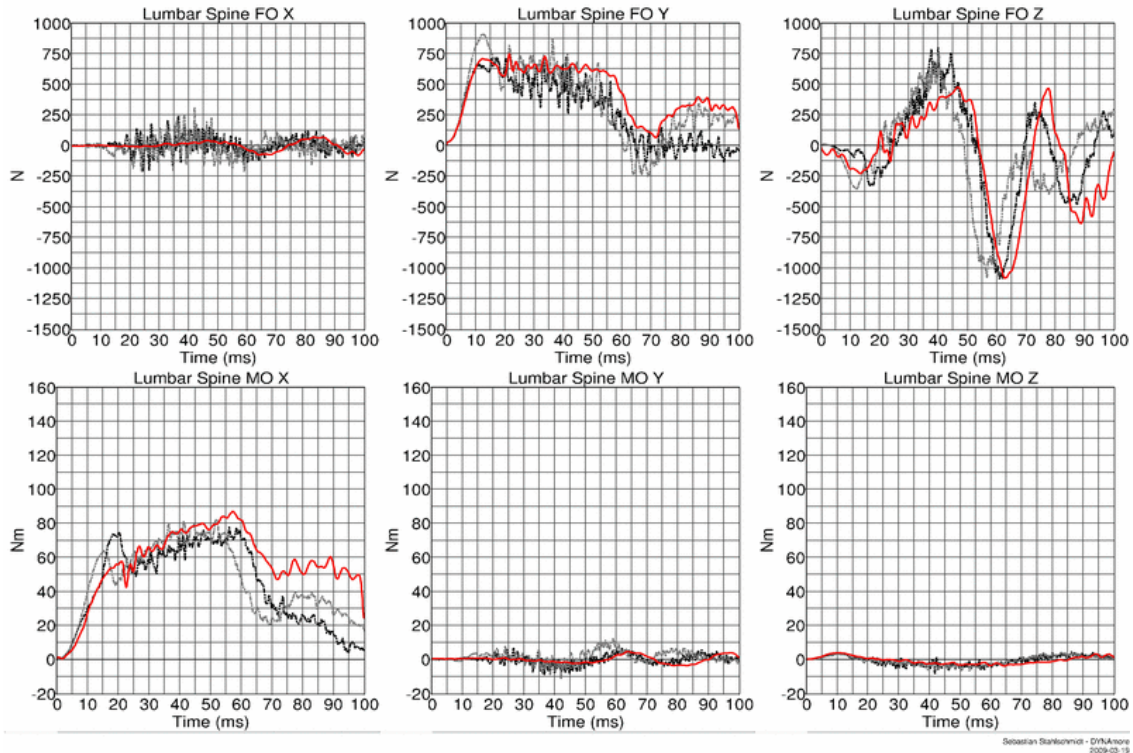 Lumbar Spine FO X
Lumbar Spine FO Y
Lumbar Spine FO Z
1000
750
500
250
0
-250
-500
-750
-1000
-1250
-1500
N
0 10 20 30 40 50 60 70 80 90 100
Time (ms)
1000
750
500
250
0
-250
-500
-750
-1000
-1250
-1500
N
0 10 20 30 40 50 60 70 80 90 100
Time (ms)
1000
750
500
250
0
-250
-500
-750
-1000
-1250
-1500
N
0 10 20 30 40 50 60 70 80 90 100
Time (ms)
Lumbar Spine MO X
Lumbar Spine MO Y
Lumbar Spine MO Z
160
140
120
100
80
60
40
20
0
-20
Nm
0 10 20 30 40 50 60 70 80 90 100
Time (ms)
160
140
120
100
80
60
40
20
0
-20
Nm
0 10 20 30 40 50 60 70 80 90 100
Time (ms)
160
140
120
100
80
60
40
20
0
-20
Nm
0 10 20 30 40 50 60 70 80 90 100
Time (ms)
Sebastian Stahlschmidt - DYNAmore
2009-03-19